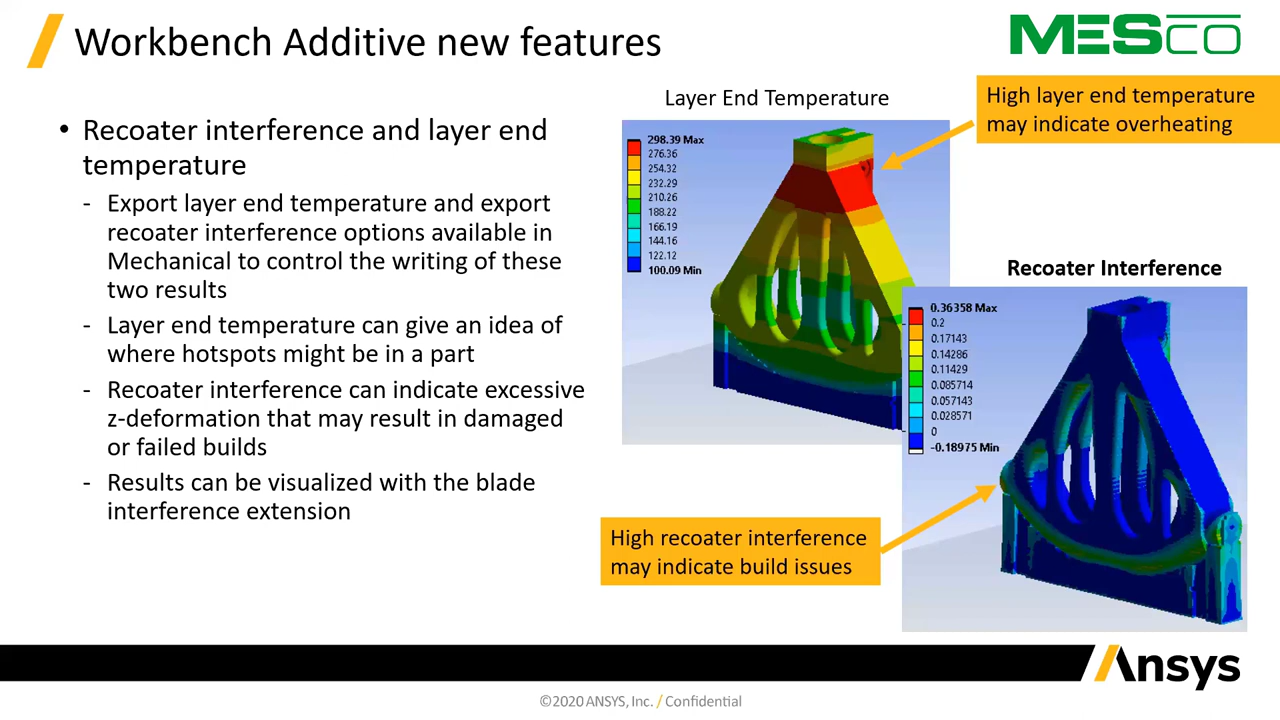 Workbench Additive new features
MESco
• Recoater interference and layer end
temperature
- Export layer end temperature and export
recoater interference options available in
Mechanical to control the writing of these
two results
- Layer end temperature can give an idea of
where hotspots might be in a part
- Recoater interference can indicate excessive
z-deformation that may result in damaged
or failed builds
- Results can be visualized with the blade
interference extension
Layer End Temperature
298.39 Max
276.36
254.32
232.29
210.26
188.22
166.19
144.16
122.12
100.09 Min
High layer end temperature
may indicate overheating
Recoater Interference
0.36358 Max
0.2
0.17143
0.14286
0.11429
0.085714
0.057143
0.028571
0
-0.18975 Min
High recoater interference
may indicate build issues
Ansys
©2020 ANSYS, Inc. / Confidential